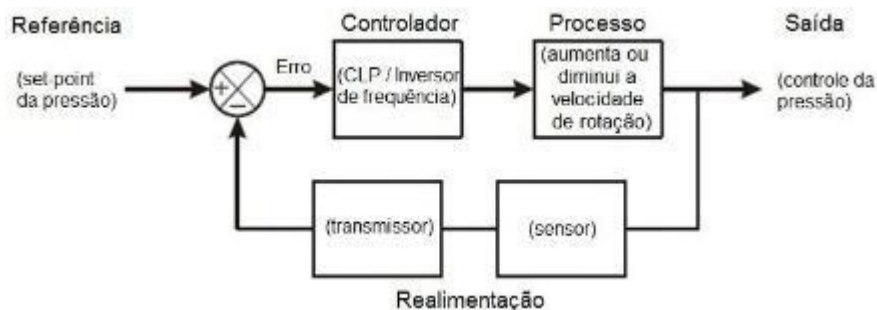 Referência
Controlador
Processo
Saída
(set-point
da pressão)
+
−
Erro
(CLP / Inversor
de frequência)
(aumenta ou
diminui a
velocidade
de rotação)
(controle da
pressão)
(transmissor)
(sensor)
Realimentação